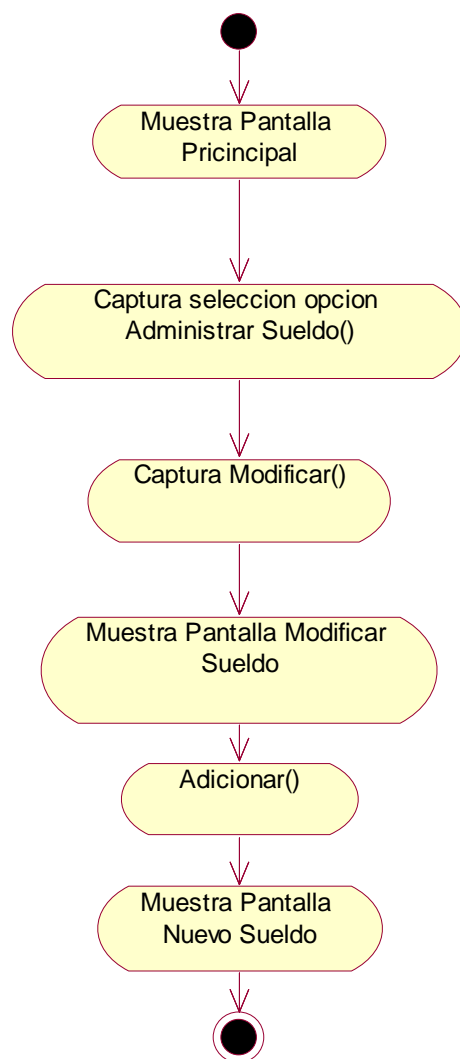 Muestra Pantalla
Pricincipal
Captura seleccion opcion
Administrar Sueldo()
Captura Modificar()
Muestra Pantalla Modificar
Sueldo
Adicionar()
Muestra Pantalla
Nuevo Sueldo